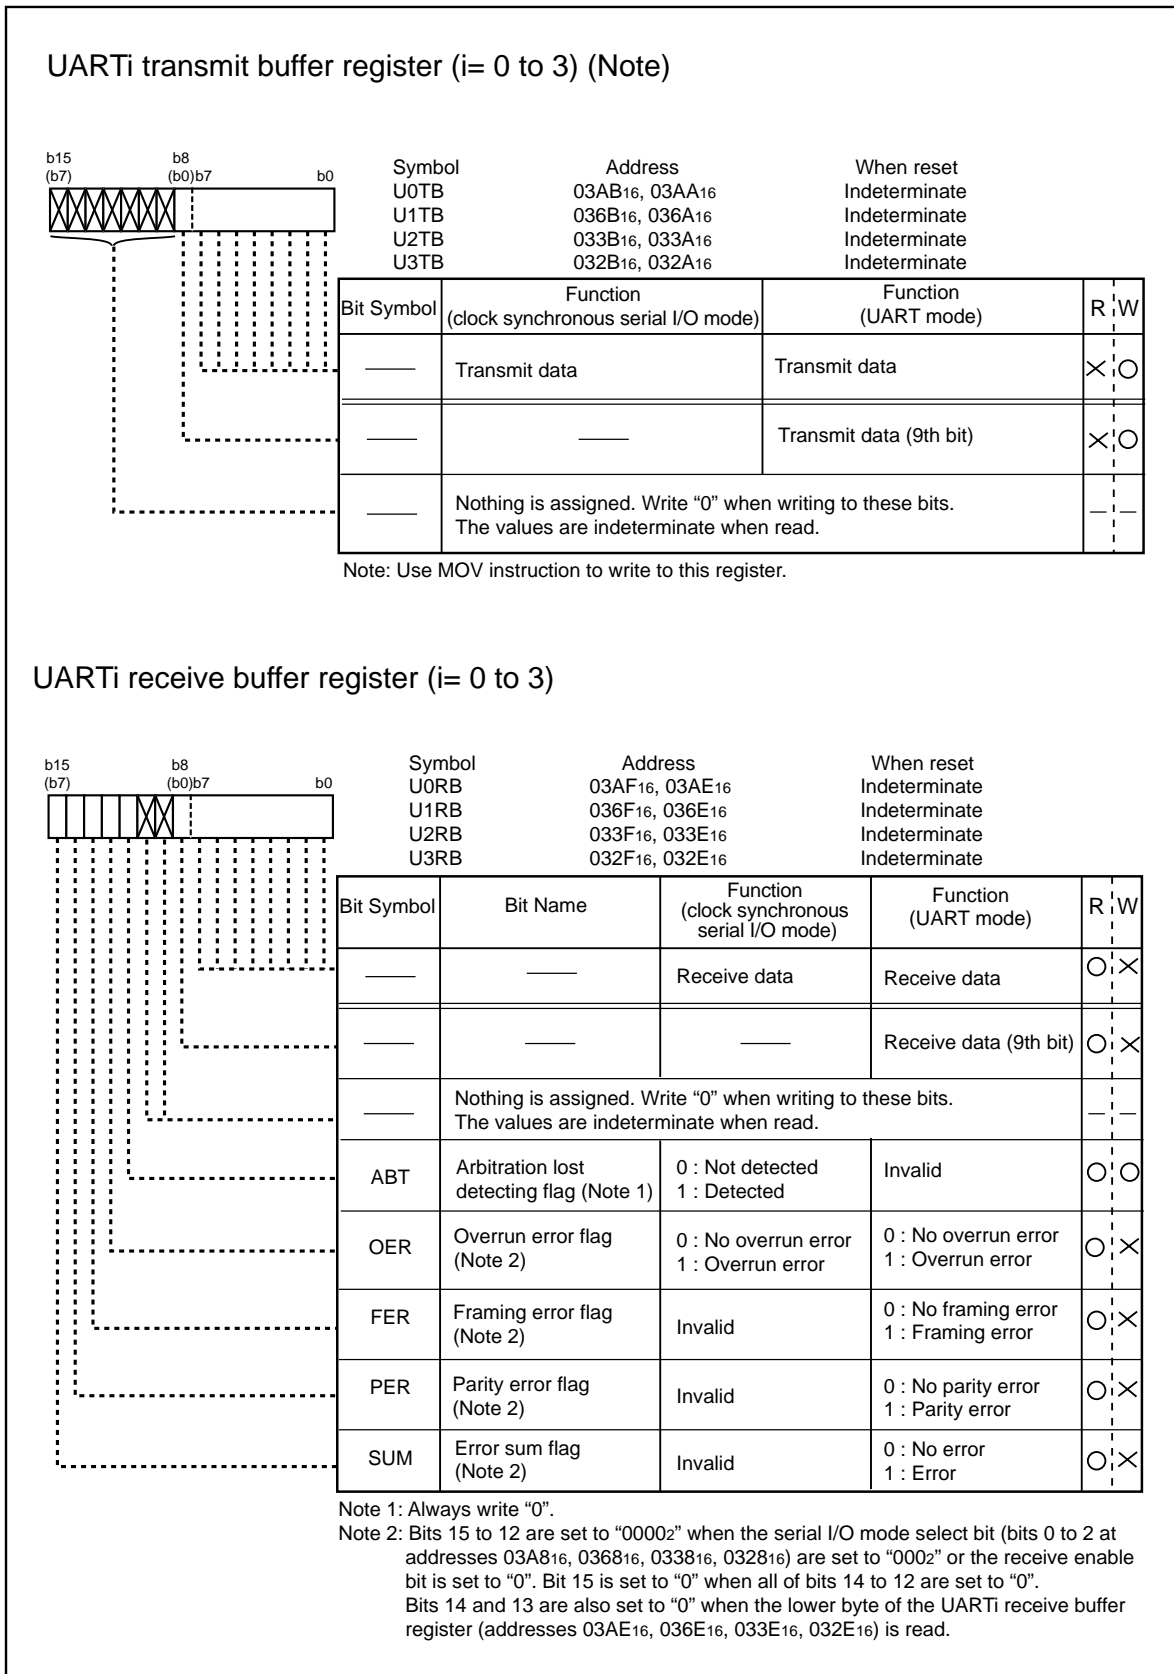 UARTi transmit buffer register (i= 0 to 3) (Note)
b15 b8
(b7) (b0)b7 b0
Symbol Address When reset
U0TB 03AB16, 03AA16 Indeterminate
U1TB 036B16, 036A16 Indeterminate
U2TB 033B16, 033A16 Indeterminate
U3TB 032B16, 032A16 Indeterminate
Bit Symbol Function (clock synchronous serial I/O mode) Function (UART mode) R W
Transmit data Transmit data
Transmit data (9th bit)
Nothing is assigned. Write “0” when writing to these bits.
The values are indeterminate when read.
Note: Use MOV instruction to write to this register.
UARTi receive buffer register (i= 0 to 3)
b15 b8
(b7) (b0)b7 b0
Symbol Address When reset
U0RB 03AF16, 03AE16 Indeterminate
U1RB 036F16, 036E16 Indeterminate
U2RB 033F16, 033E16 Indeterminate
U3RB 032F16, 032E16 Indeterminate
Bit Symbol Bit Name Function (clock synchronous serial I/O mode) Function (UART mode) R W
Receive data Receive data
Receive data (9th bit)
Nothing is assigned. Write “0” when writing to these bits.
The values are indeterminate when read.
ABT Arbitration lost 0 : Not detected Invalid
detecting flag (Note 1) 1 : Detected
OER Overrun error flag 0 : No overrun error 0 : No overrun error
(Note 2) 1 : Overrun error 1 : Overrun error
FER Framing error flag Invalid 0 : No framing error
(Note 2) 1 : Framing error
PER Parity error flag Invalid 0 : No parity error
(Note 2) 1 : Parity error
SUM Error sum flag Invalid 0 : No error
(Note 2) 1 : Error
Note 1: Always write “0”.
Note 2: Bits 15 to 12 are set to “00002” when the serial I/O mode select bit (bits 0 to 2 at
addresses 03A816, 036816, 033816, 032816) are set to “0002” or the receive enable
bit is set to “0”. Bit 15 is set to “0” when all of bits 14 to 12 are set to “0”.
Bits 14 and 13 are also set to “0” when the lower byte of the UARTi receive buffer
register (addresses 03AE16, 036E16, 033E16, 032E16) is read.